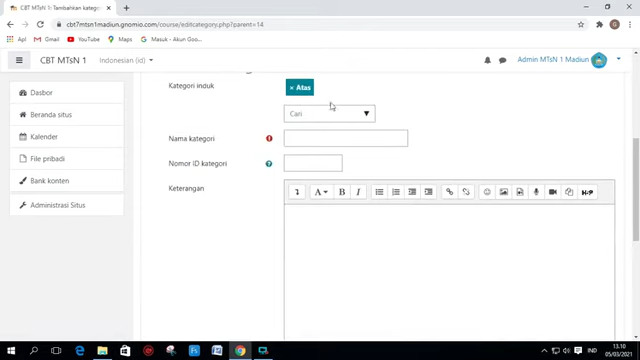 CBT MTsN 1: Tambahkan kateg
cbt7mtsn1madiun.gnomio.com/course/editcategory.php?parent=14
Apl
Gmail
YouTube
Maps
Masuk - Akun Goo...
CBT MTsN 1
Indonesian (id)
Admin MTsN 1 Madiun
Dasbor
Beranda situs
Kalender
File pribadi
Bank konten
Administrasi Situs
Kategori induk
× Atas
Cari
Nama kategori
Nomor ID kategori
Keterangan
A
B
I
H-P
IND
13.10
05/03/2021